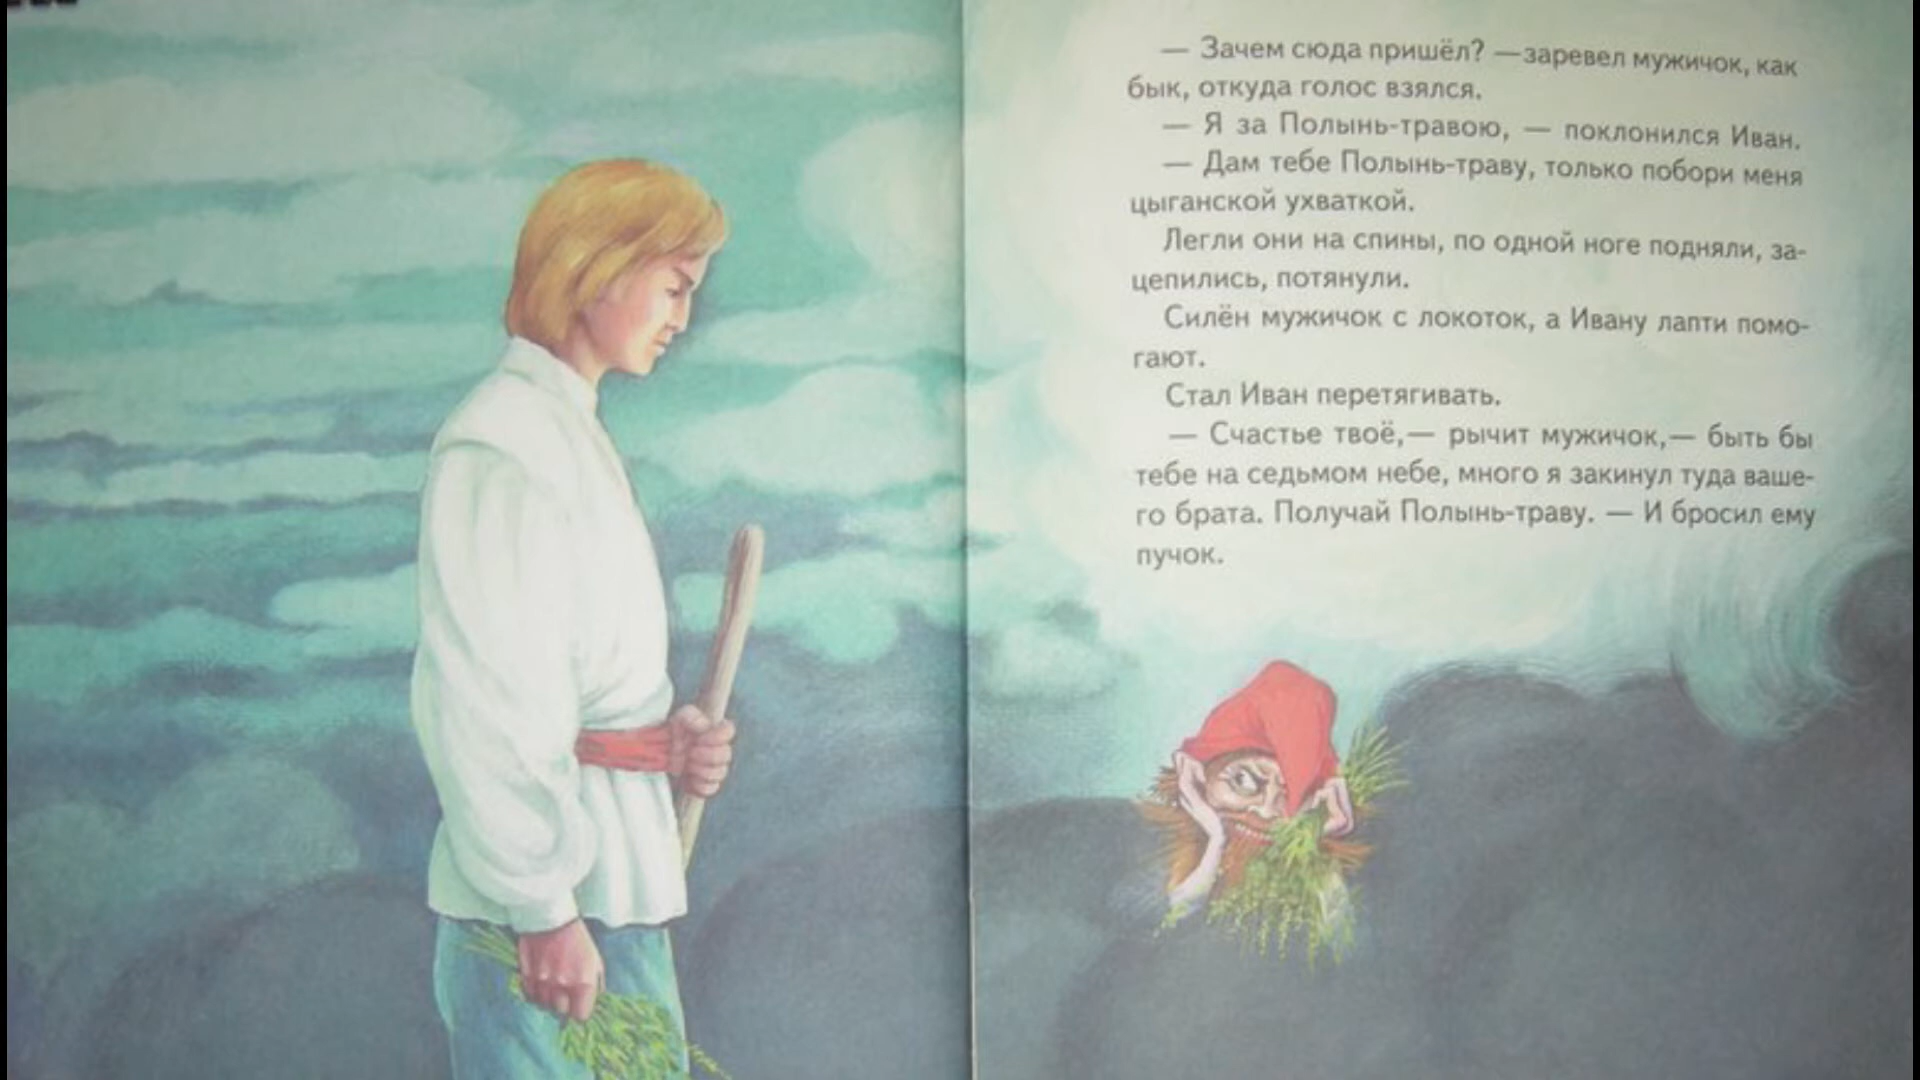 — Зачем сюда пришёл? —заревел мужичок, как
бык, откуда голос взялся.
— Я за Полынь-травою, — поклонился Иван.
— Дам тебе Полынь-траву, только побори меня
цыганской ухваткой.
Легли они на спины, по одной ноге подняли, за-
цепились, потянули.
Силён мужичок с локоток, а Ивану лапти помо-
гают.
Стал Иван перетягивать.
— Счастье твоё,— рычит мужичок,— быть бы
тебе на седьмом небе, много я закинул туда ваше-
го брата. Получай Полынь-траву. — И бросил ему
пучок.